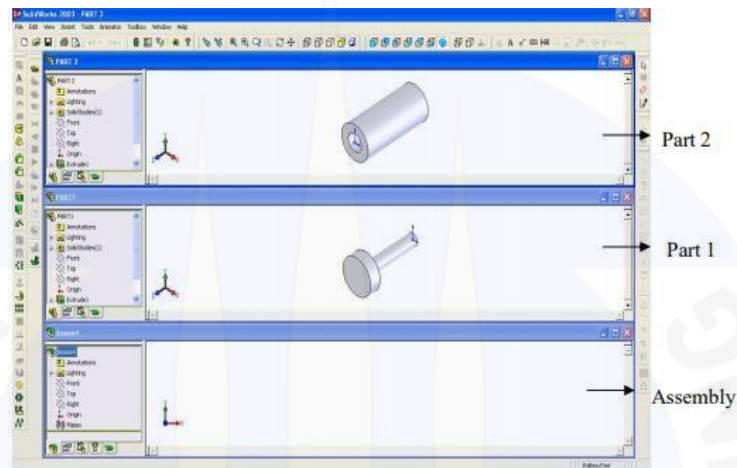 SolidWorks 2003 - PART 2
File Edit View Insert Tools Animator Toolbox Window Help
PART 2
PART 2
Annotations
Lighting
Solid Bodies(1)
Front
Top
Right
Origin
Extrude1
Part 2
PART1
PART1
Annotations
Lighting
Solid Bodies(1)
Front
Top
Right
Origin
Extrude1
Part 1
Annotations
Lighting
Front
Top
Right
Origin
Mates
Assembly
Editing Part